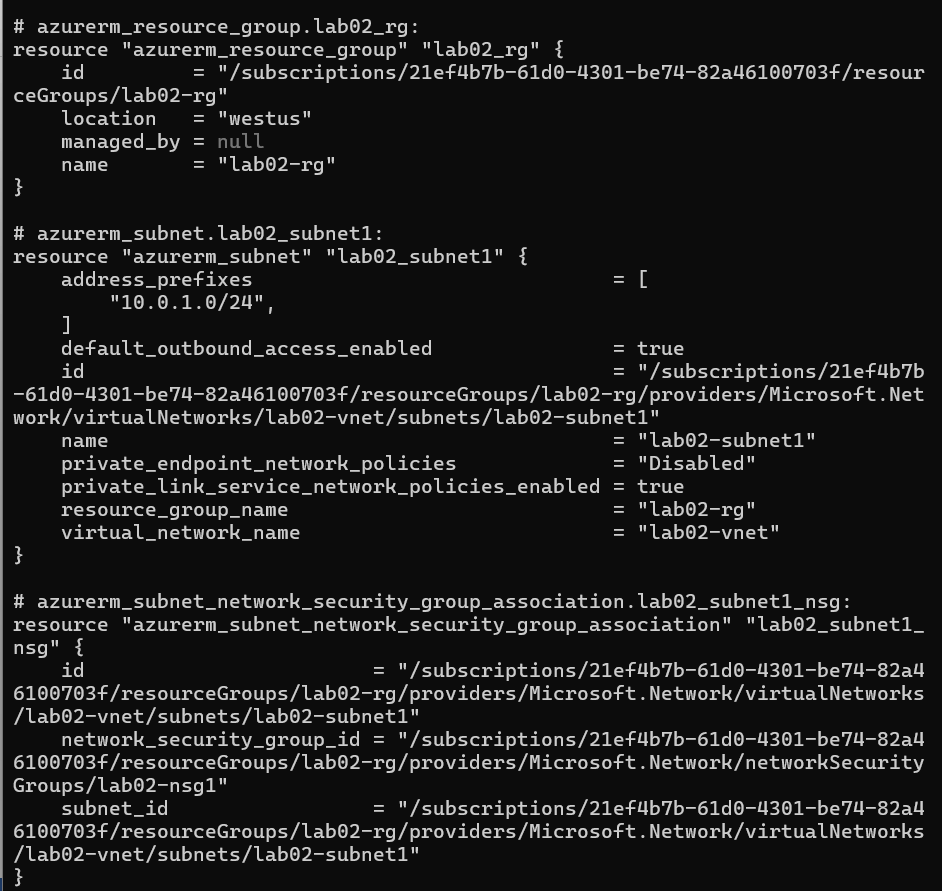 # azurerm_resource_group.lab02_rg:
resource "azurerm_resource_group" "lab02_rg" {
    id         = "/subscriptions/21ef4b7b-61d0-4301-be74-82a46100703f/resour
ceGroups/lab02-rg"
    location   = "westus"
    managed_by = null
    name       = "lab02-rg"
}

# azurerm_subnet.lab02_subnet1:
resource "azurerm_subnet" "lab02_subnet1" {
    address_prefixes                              = [
        "10.0.1.0/24",
    ]
    default_outbound_access_enabled               = true
    id                                            = "/subscriptions/21ef4b7b
-61d0-4301-be74-82a46100703f/resourceGroups/lab02-rg/providers/Microsoft.Net
work/virtualNetworks/lab02-vnet/subnets/lab02-subnet1"
    name                                          = "lab02-subnet1"
    private_endpoint_network_policies             = "Disabled"
    private_link_service_network_policies_enabled = true
    resource_group_name                           = "lab02-rg"
    virtual_network_name                          = "lab02-vnet"
}

# azurerm_subnet_network_security_group_association.lab02_subnet1_nsg:
resource "azurerm_subnet_network_security_group_association" "lab02_subnet1_
nsg" {
    id                        = "/subscriptions/21ef4b7b-61d0-4301-be74-82a4
6100703f/resourceGroups/lab02-rg/providers/Microsoft.Network/virtualNetworks
/lab02-vnet/subnets/lab02-subnet1"
    network_security_group_id = "/subscriptions/21ef4b7b-61d0-4301-be74-82a4
6100703f/resourceGroups/lab02-rg/providers/Microsoft.Network/networkSecurity
Groups/lab02-nsg1"
    subnet_id                 = "/subscriptions/21ef4b7b-61d0-4301-be74-82a4
6100703f/resourceGroups/lab02-rg/providers/Microsoft.Network/virtualNetworks
/lab02-vnet/subnets/lab02-subnet1"
}